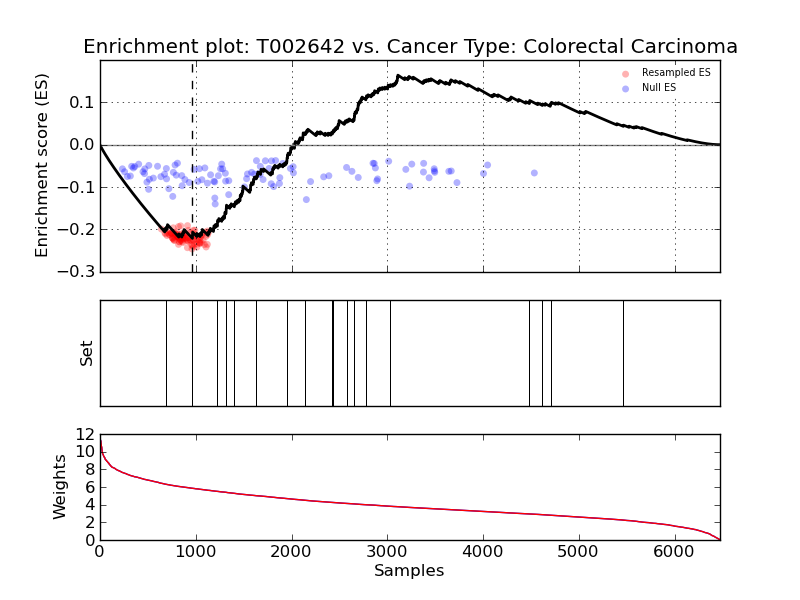 Enrichment plot: T002642 vs. Cancer Type: Colorectal Carcinoma
Enrichment score (ES)
0.1
0.0
−0.1
−0.2
−0.3
Resampled ES
Null ES
Set
Weights
12
10
8
6
4
2
0
0 1000 2000 3000 4000 5000 6000
Samples